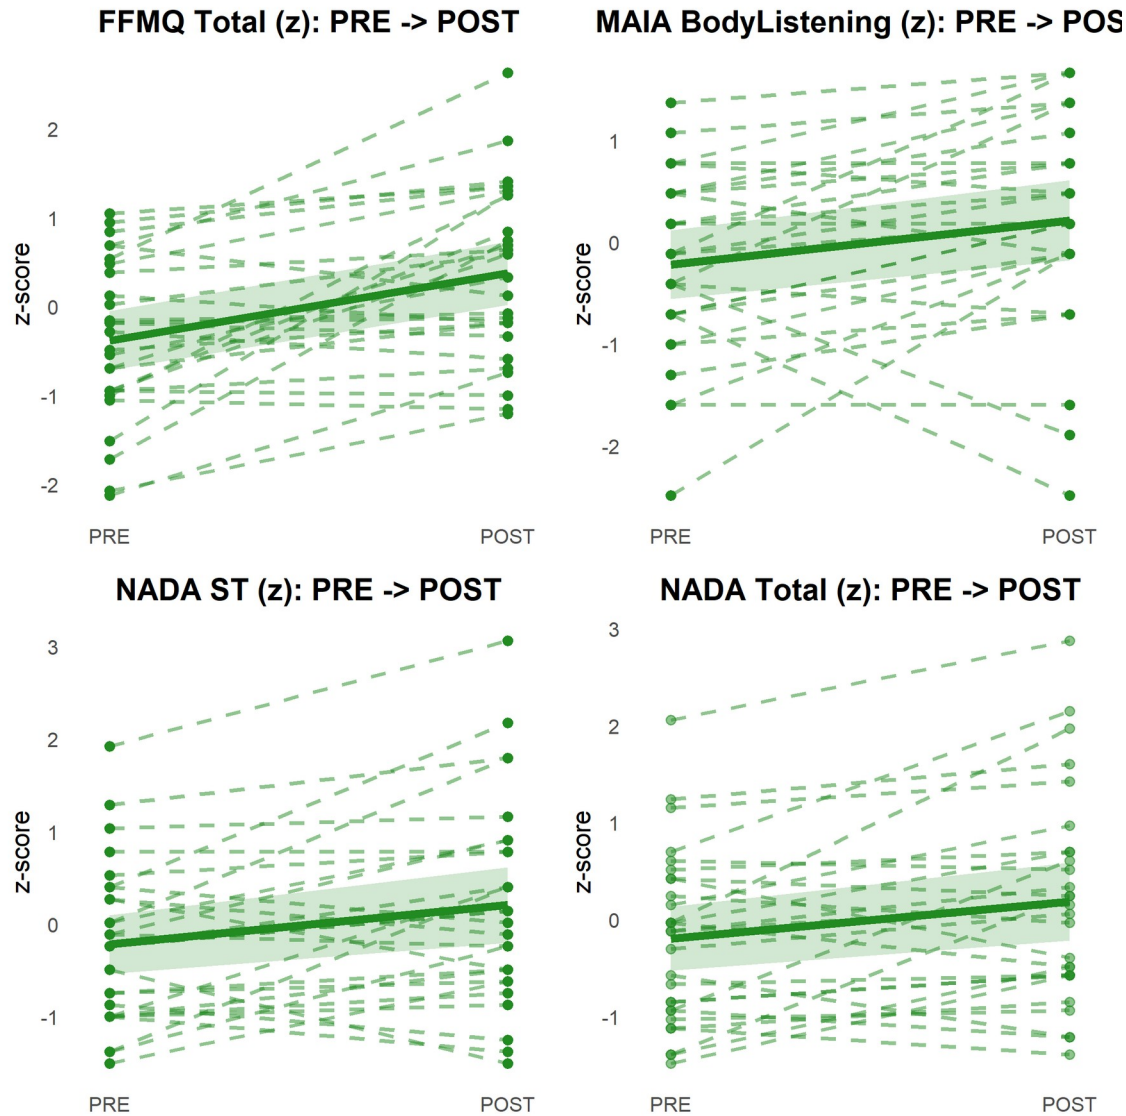 FFMQ Total (z): PRE -> POST
z-score
2
1
0
-1
-2
PRE
POST
MAIA BodyListening (z): PRE -> POS
z-score
1
0
-1
-2
PRE
POST
NADA ST (z): PRE -> POST
z-score
3
2
1
0
-1
PRE
POST
NADA Total (z): PRE -> POST
z-score
3
2
1
0
-1
PRE
POST